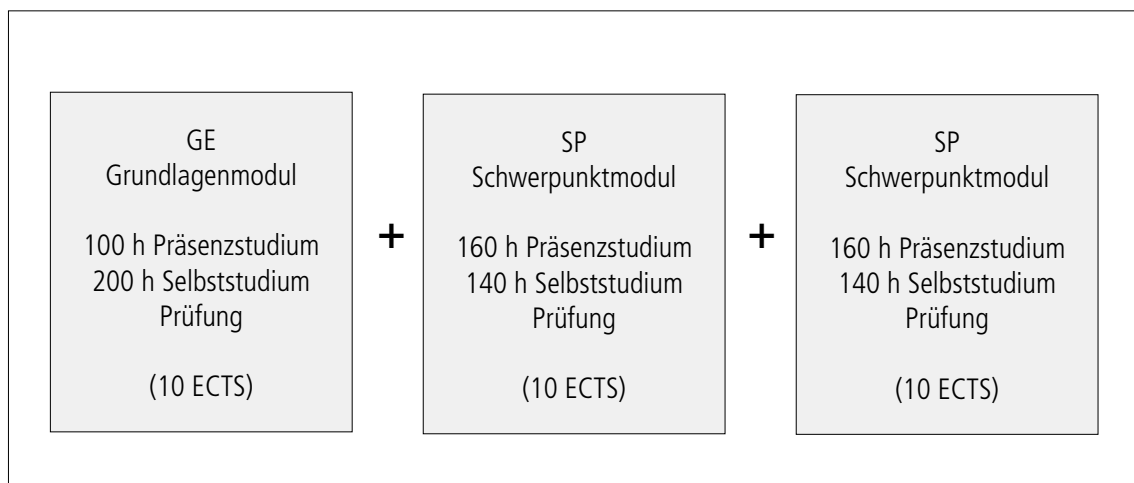 GE
Grundlagenmodul
100 h Präsenzstudium
200 h Selbststudium
Prüfung
(10 ECTS)
+
SP
Schwerpunktmodul
160 h Präsenzstudium
140 h Selbststudium
Prüfung
(10 ECTS)
+
SP
Schwerpunktmodul
160 h Präsenzstudium
140 h Selbststudium
Prüfung
(10 ECTS)